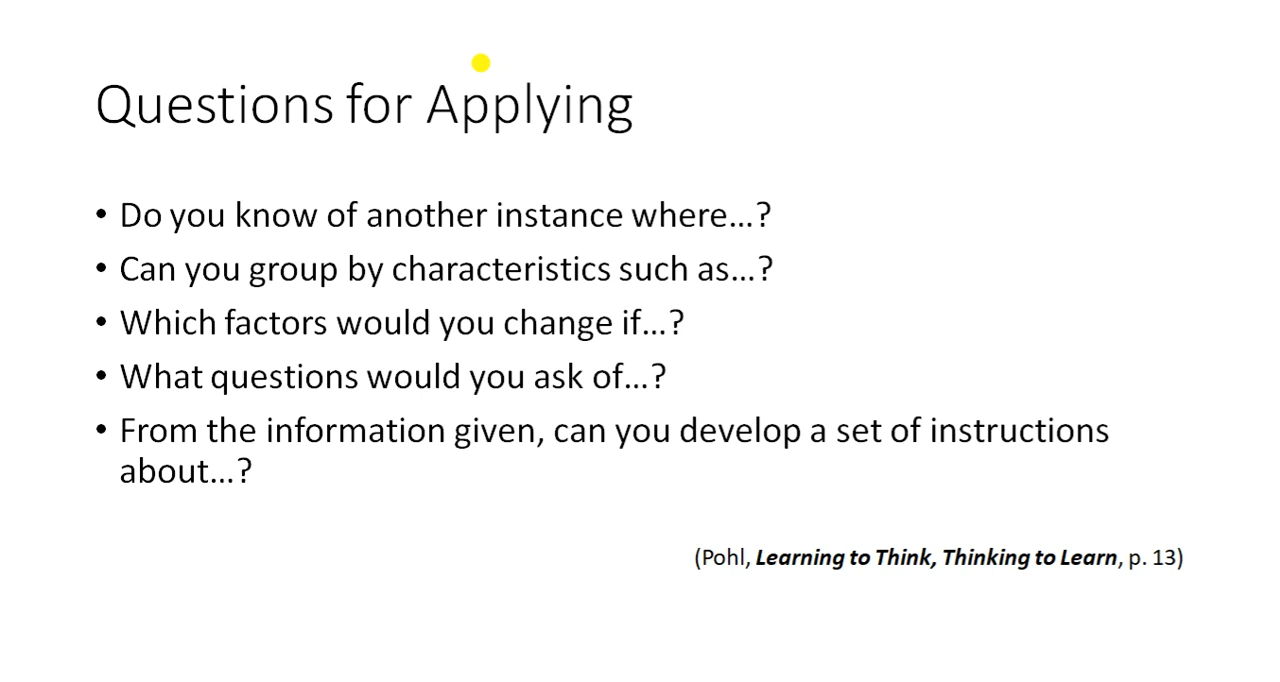 Questions for Applying
• Do you know of another instance where...?
• Can you group by characteristics such as...?
• Which factors would you change if...?
• What questions would you ask of...?
• From the information given, can you develop a set of instructions
about...?
(Pohl, Learning to Think, Thinking to Learn, p. 13)